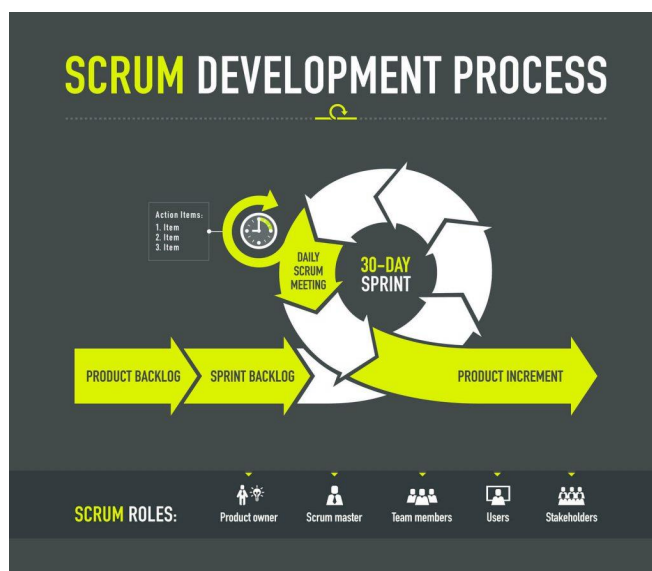 SCRUM DEVELOPMENT PROCESS
Action Items:
1. Item
2. Item
3. Item
DAILY
SCRUM
MEETING
30-DAY
SPRINT
PRODUCT BACKLOG
SPRINT BACKLOG
PRODUCT INCREMENT
SCRUM ROLES:
Product owner
Scrum master
Team members
Users
Stakeholders